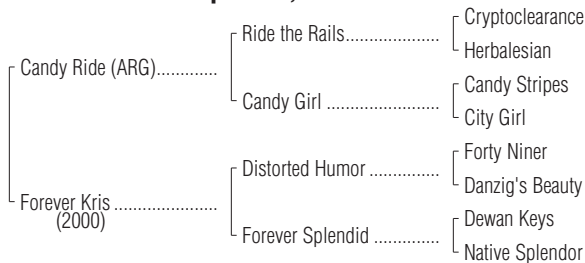 Cryptoclearance
Ride the Rails....................
Herbalesian
Candy Ride (ARG).............
Candy Stripes
Candy Girl ........................
City Girl
Forty Niner
Distorted Humor ...............
Danzig's Beauty
Forever Kris ......................
(2000)
Dewan Keys
Forever Splendid ..............
Native Splendor